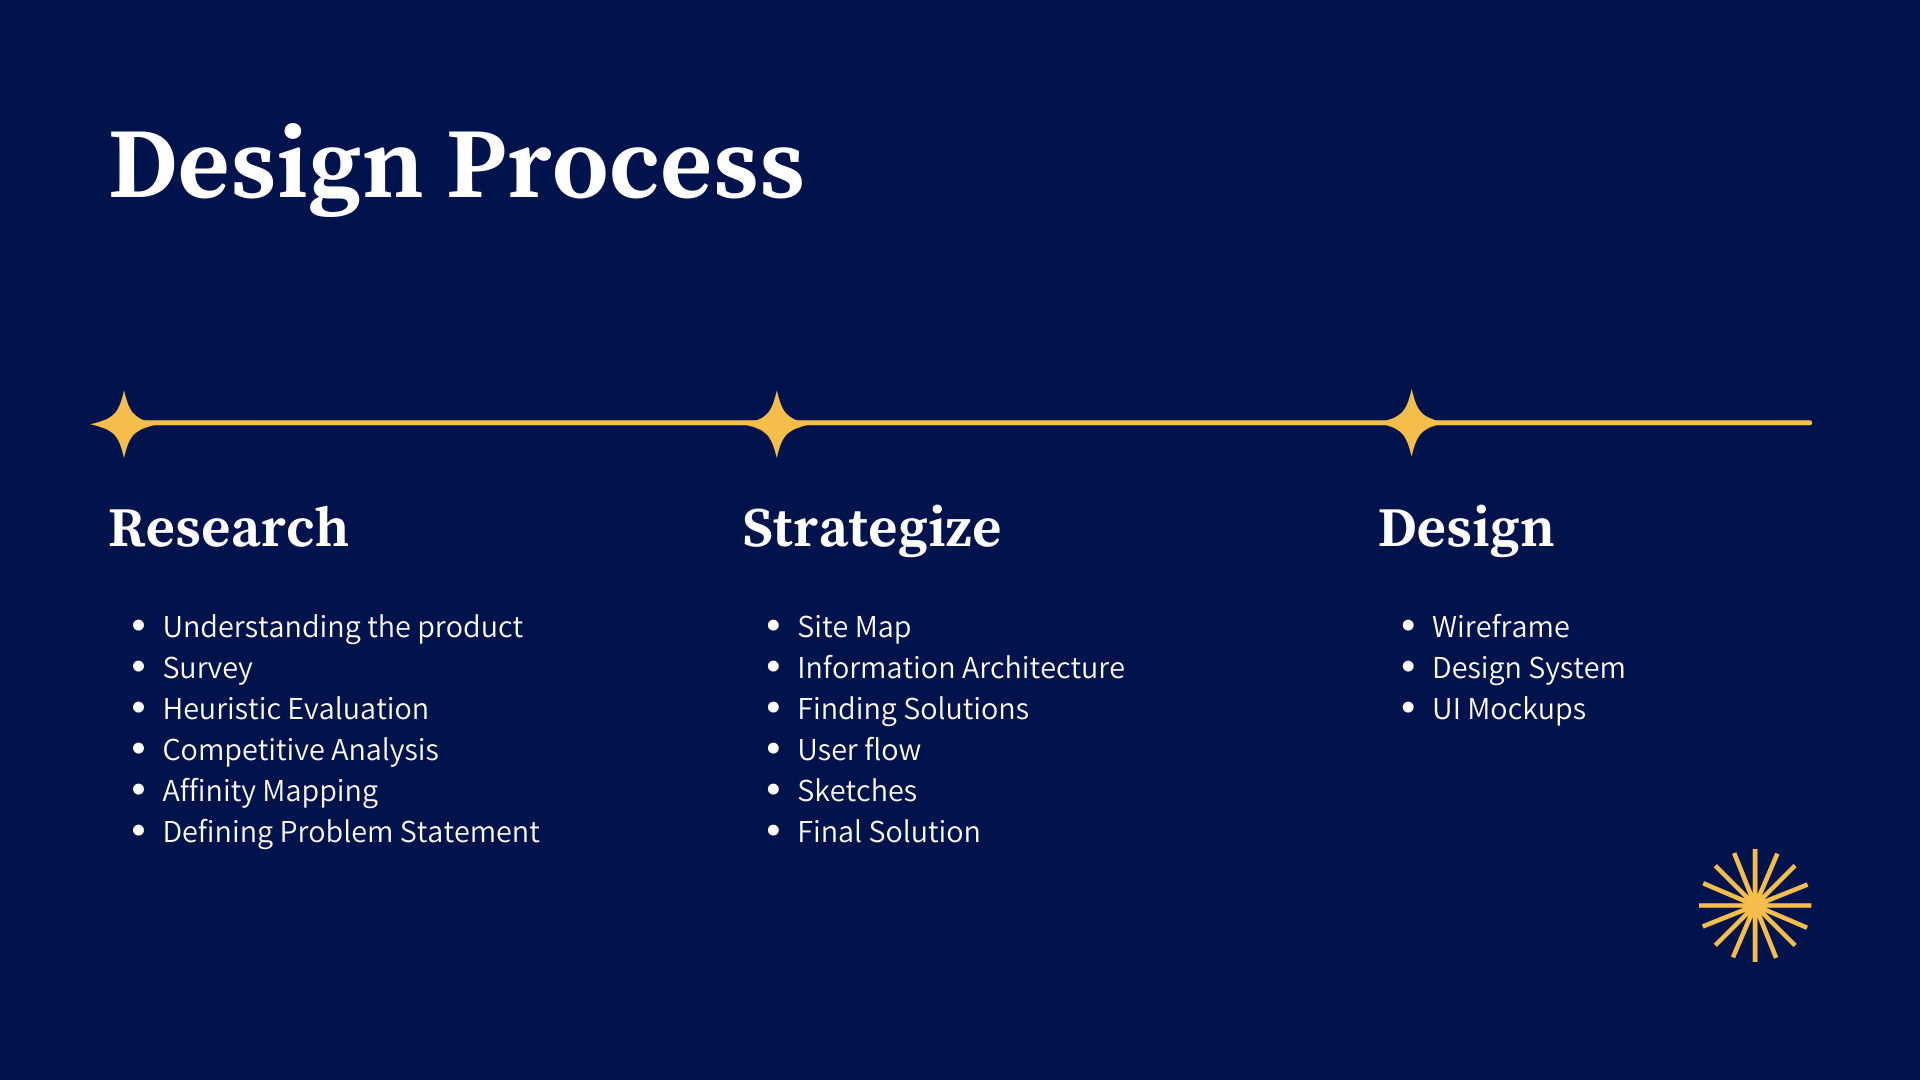 Design Process
Research
Understanding the product
Survey
Heuristic Evaluation
Competitive Analysis
Affinity Mapping
Defining Problem Statement
Strategize
Site Map
Information Architecture
Finding Solutions
User flow
Sketches
Final Solution
Design
Wireframe
Design System
UI Mockups